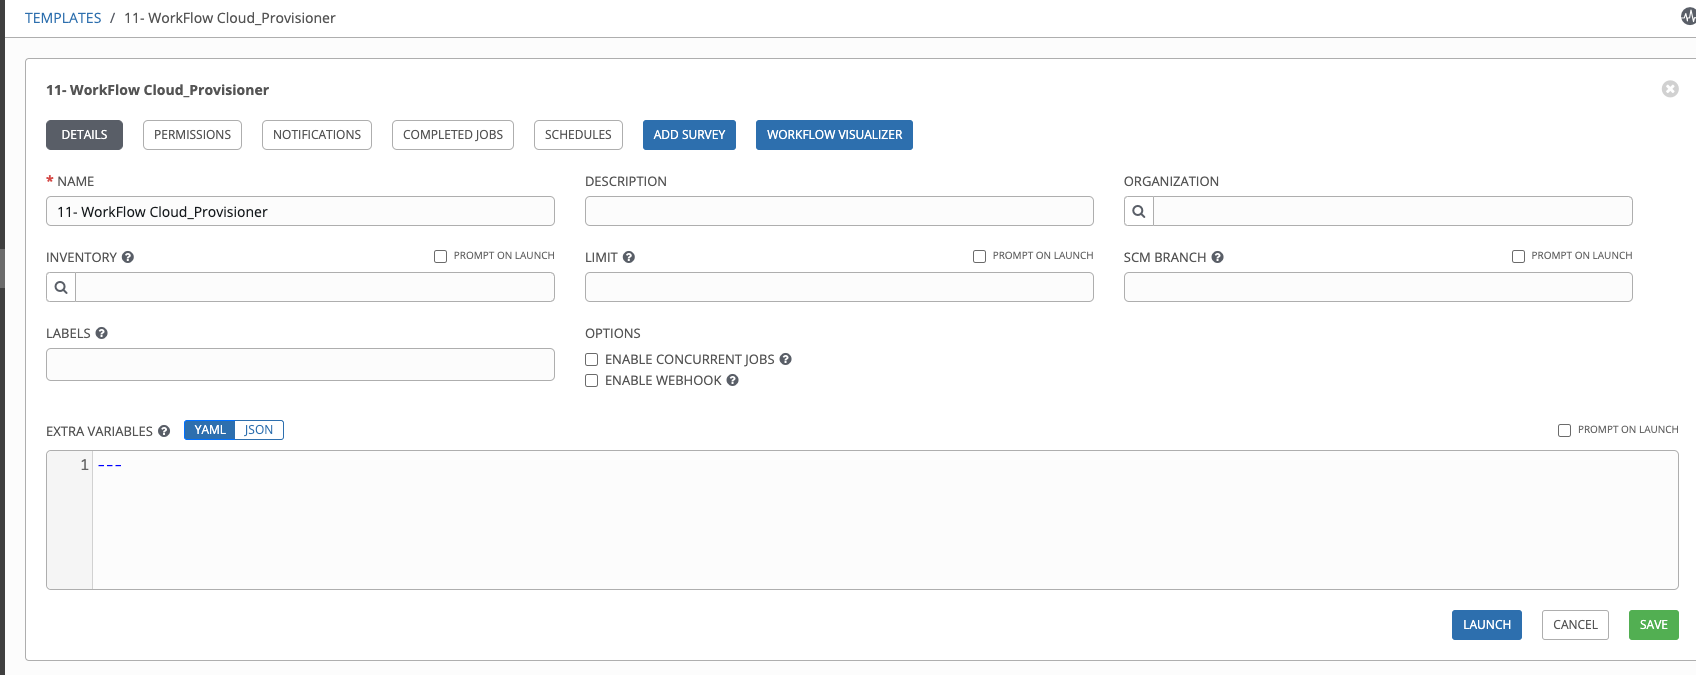 TEMPLATES / 11- WorkFlow Cloud_Provisioner
11- WorkFlow Cloud_Provisioner
DETAILS PERMISSIONS NOTIFICATIONS COMPLETED JOBS SCHEDULES ADD SURVEY WORKFLOW VISUALIZER
* NAME DESCRIPTION ORGANIZATION
11- WorkFlow Cloud_Provisioner
INVENTORY ? PROMPT ON LAUNCH LIMIT ? PROMPT ON LAUNCH SCM BRANCH ? PROMPT ON LAUNCH
LABELS ? OPTIONS
ENABLE CONCURRENT JOBS ?
ENABLE WEBHOOK ?
EXTRA VARIABLES ? YAML JSON PROMPT ON LAUNCH
1 ---
LAUNCH CANCEL SAVE